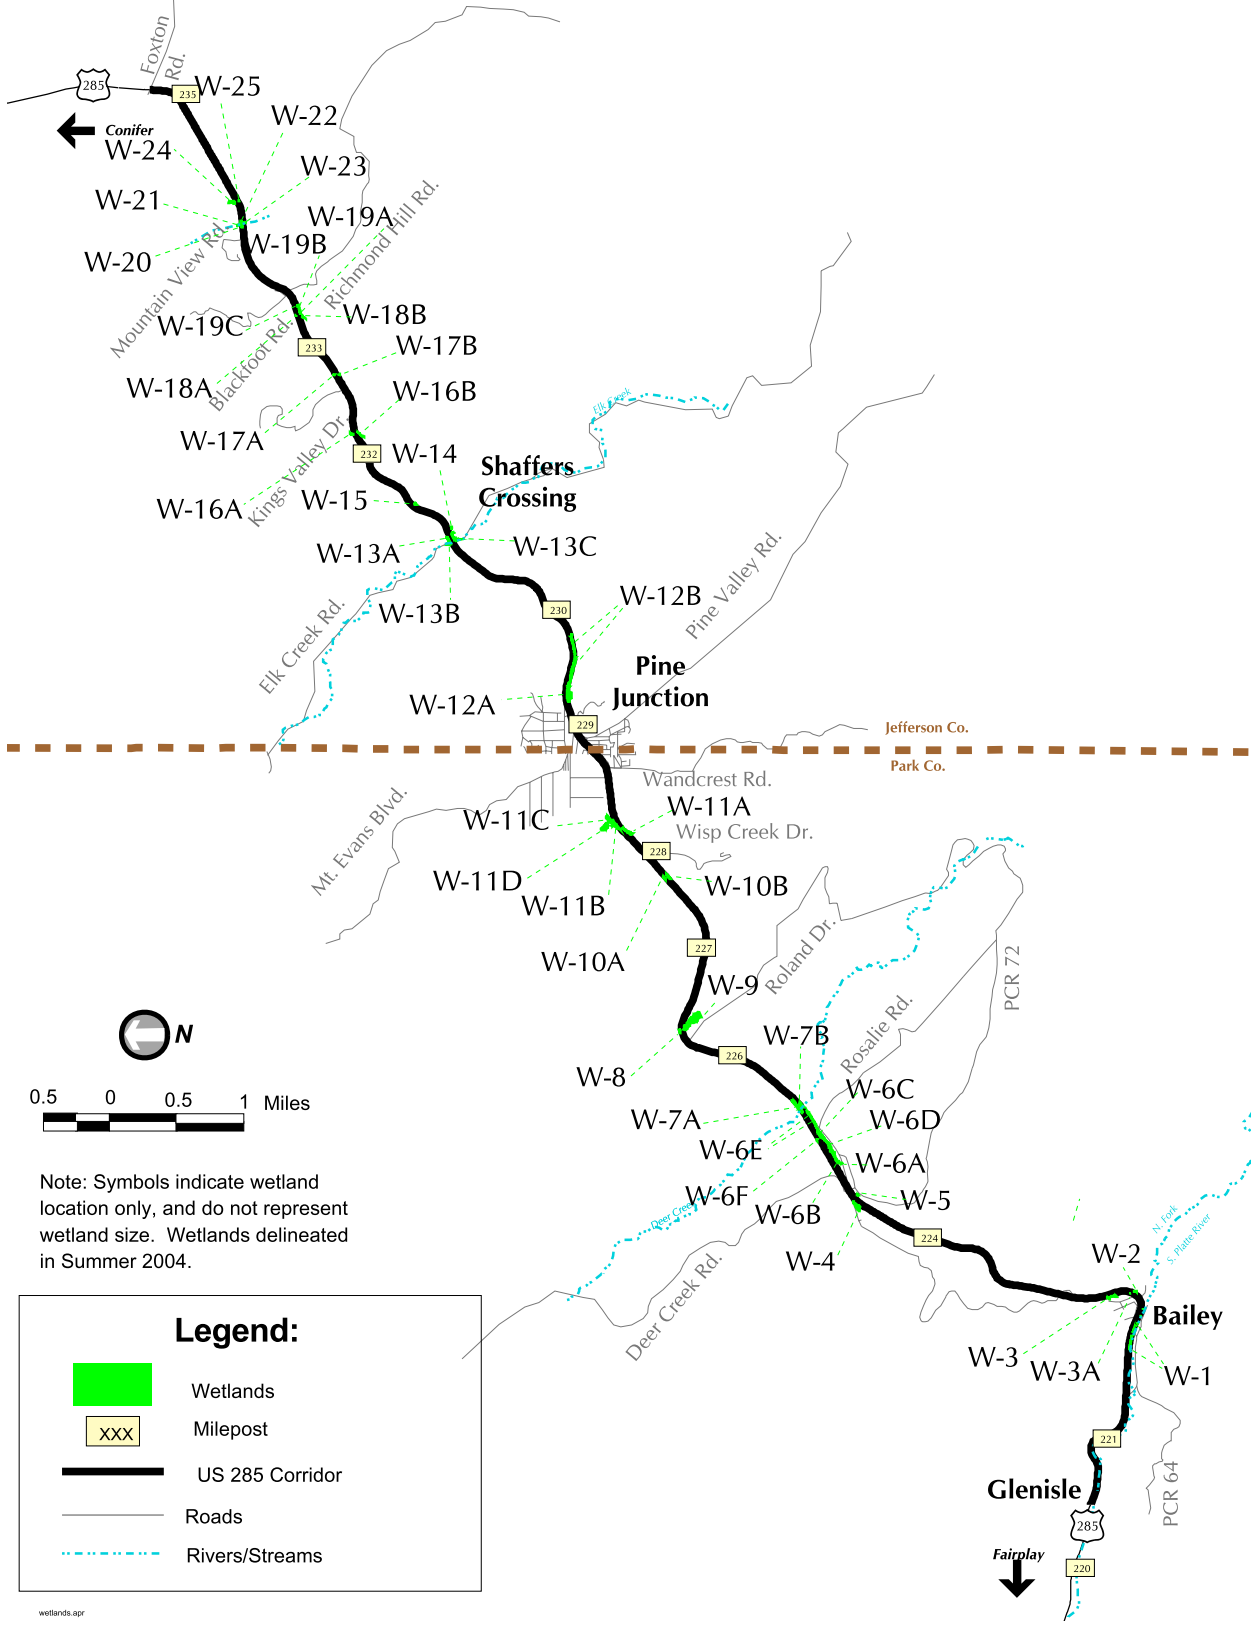 Foxton
Rd.
285
235
W-25
W-22
Conifer
W-24
W-23
W-21
Richmond Hill Rd.
W-19A
W-19B
W-20
Mountain View Rd.
W-19C
W-18B
Blackfoot Rd.
233
W-17B
W-18A
W-16B
Elk Creek
W-17A
Kings Valley Dr.
232
W-14
Shaffers
Crossing
W-15
W-16A
W-13A
W-13C
Pine Valley Rd.
W-13B
230
W-12B
Elk Creek Rd.
Pine
Junction
W-12A
229
Jefferson Co.
Park Co.
Wandcrest Rd.
Mt. Evans Blvd.
W-11A
W-11C
Wisp Creek Dr.
228
W-11D
W-10B
W-11B
Roland Dr.
227
W-10A
PCR 72
W-9
N
Rosalie Rd.
W-7B
226
W-8
0.5 0 0.5 1 Miles
W-6C
W-7A
W-6D
W-6E
W-6A
Note: Symbols indicate wetland
location only, and do not represent
wetland size. Wetlands delineated
in Summer 2004.
W-6F
W-5
W-6B
Deer Creek
N. Fork
S. Platte River
224
W-4
W-2
Deer Creek Rd.
Bailey
W-3
W-3A
W-1
Legend:
Wetlands
XXX
Milepost
US 285 Corridor
Roads
Rivers/Streams
221
Glenisle
PCR 64
285
Fairplay
220
wetlands.apr